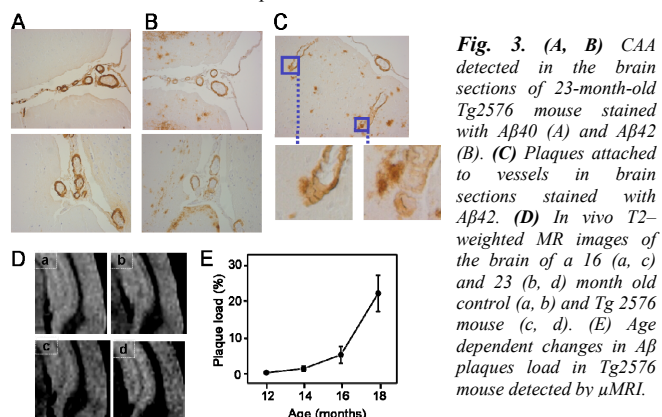 A
B
C
Fig. 3. (A, B) CAA
detected in the brain
sections of 23-month-old
Tg2576 mouse stained
with Aβ40 (A) and Aβ42
(B). (C) Plaques attached
to vessels in brain
sections stained with
Aβ42. (D) In vivo T2–
weighted MR images of
the brain of a 16 (a, c)
and 23 (b, d) month old
control (a, b) and Tg 2576
mouse (c, d). (E) Age
dependent changes in Aβ
plaques load in Tg2576
mouse detected by µMRI.
D
a
b
c
d
E
Plaque load (%)
30
20
10
0
12 14 16 18
Age (months)